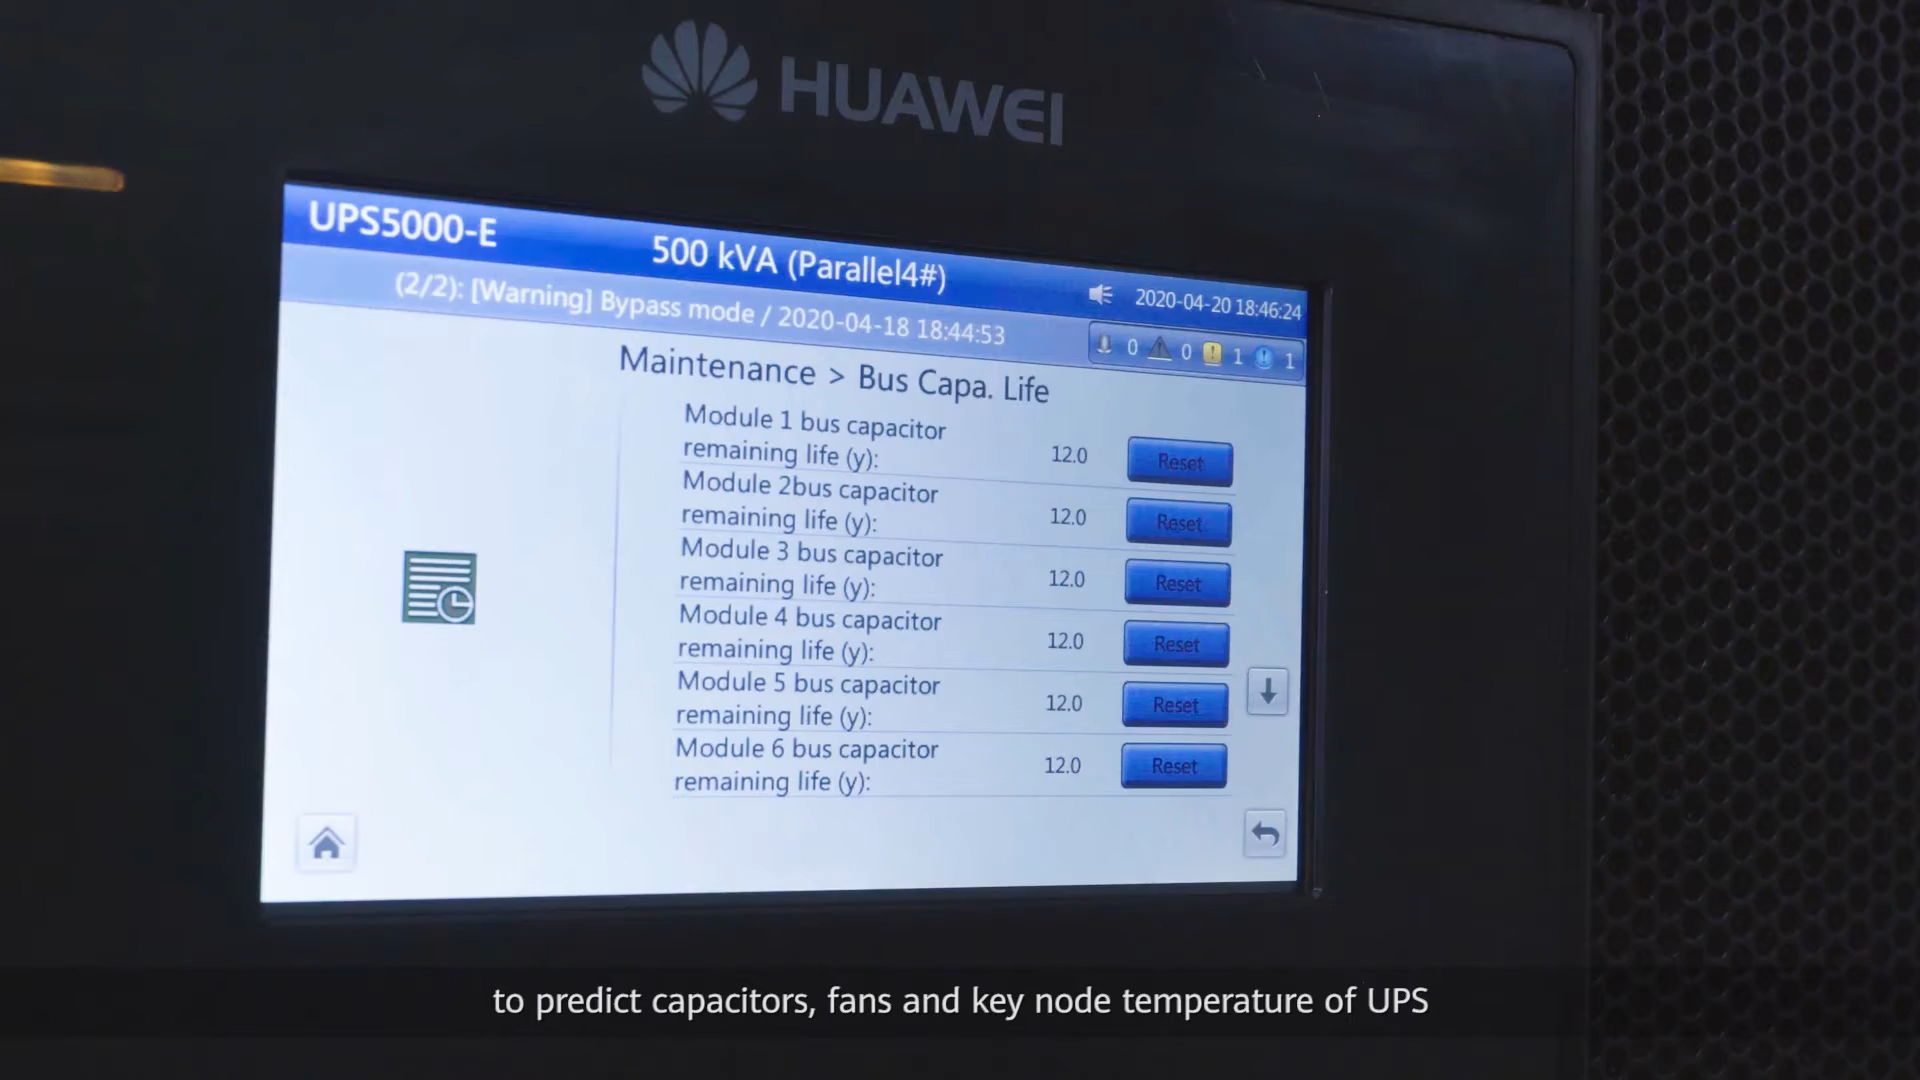 HUAWEI
UPS5000-E
500 kVA (Parallel4#)
2020-04-20 18:46:24
(2/2): [Warning] Bypass mode / 2020-04-18 18:44:53
0 0 1 1
Maintenance > Bus Capa. Life
Module 1 bus capacitor
remaining life (y):
12.0
Reset
Module 2bus capacitor
remaining life (y):
12.0
Reset
Module 3 bus capacitor
remaining life (y):
12.0
Reset
Module 4 bus capacitor
remaining life (y):
12.0
Reset
Module 5 bus capacitor
remaining life (y):
12.0
Reset
Module 6 bus capacitor
remaining life (y):
12.0
Reset
to predict capacitors, fans and key node temperature of UPS